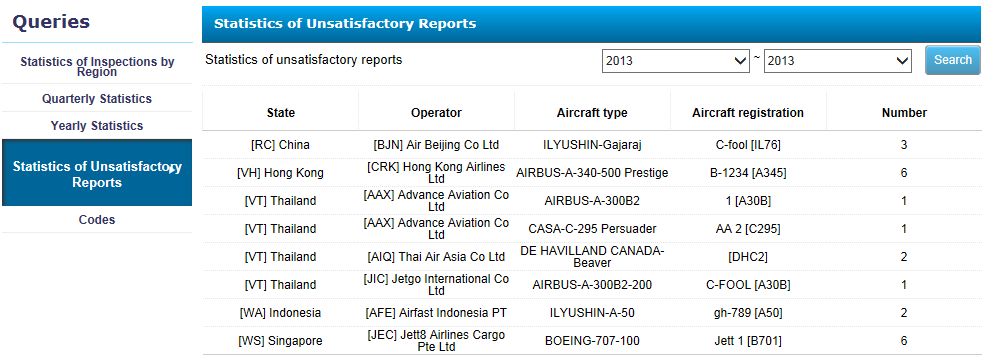 Queries
Statistics of Inspections by
Region
Quarterly Statistics
Yearly Statistics
Statistics of Unsatisfactory
Reports
Codes
Statistics of Unsatisfactory Reports
Statistics of unsatisfactory reports 2013 ~ 2013 Search
State Operator Aircraft type Aircraft registration Number
[RC] China [BJN] Air Beijing Co Ltd ILYUSHIN-Gajaraj C-fool [IL76] 3
[VH] Hong Kong [CRK] Hong Kong Airlines
Ltd AIRBUS-A-340-500 Prestige B-1234 [A345] 6
[VT] Thailand [AAX] Advance Aviation Co
Ltd AIRBUS-A-300B2 1 [A30B] 1
[VT] Thailand [AAX] Advance Aviation Co
Ltd CASA-C-295 Persuader AA 2 [C295] 1
[VT] Thailand [AIQ] Thai Air Asia Co Ltd DE HAVILLAND CANADA-
Beaver [DHC2] 2
[VT] Thailand [JIC] Jetgo International Co
Ltd AIRBUS-A-300B2-200 C-FOOL [A30B] 1
[WA] Indonesia [AFE] Airfast Indonesia PT ILYUSHIN-A-50 gh-789 [A50] 2
[WS] Singapore [JEC] Jett8 Airlines Cargo
Pte Ltd BOEING-707-100 Jett 1 [B701] 6